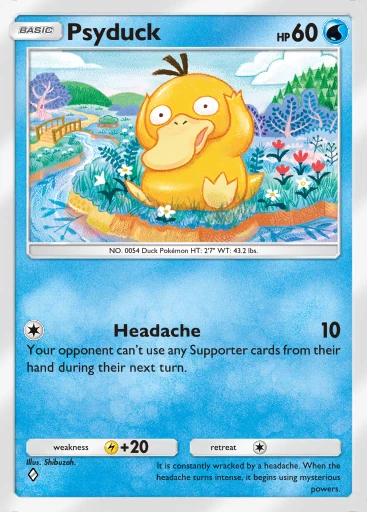 BASIC Psyduck HP 60
NO. 0054 Duck Pokémon HT: 2'7" WT: 43.2 lbs.
Headache 10
Your opponent can't use any Supporter cards from their
hand during their next turn.
weakness +20 retreat
Illus. Shibuzoh.
It is constantly wracked by a headache. When the
headache turns intense, it begins using mysterious
powers.